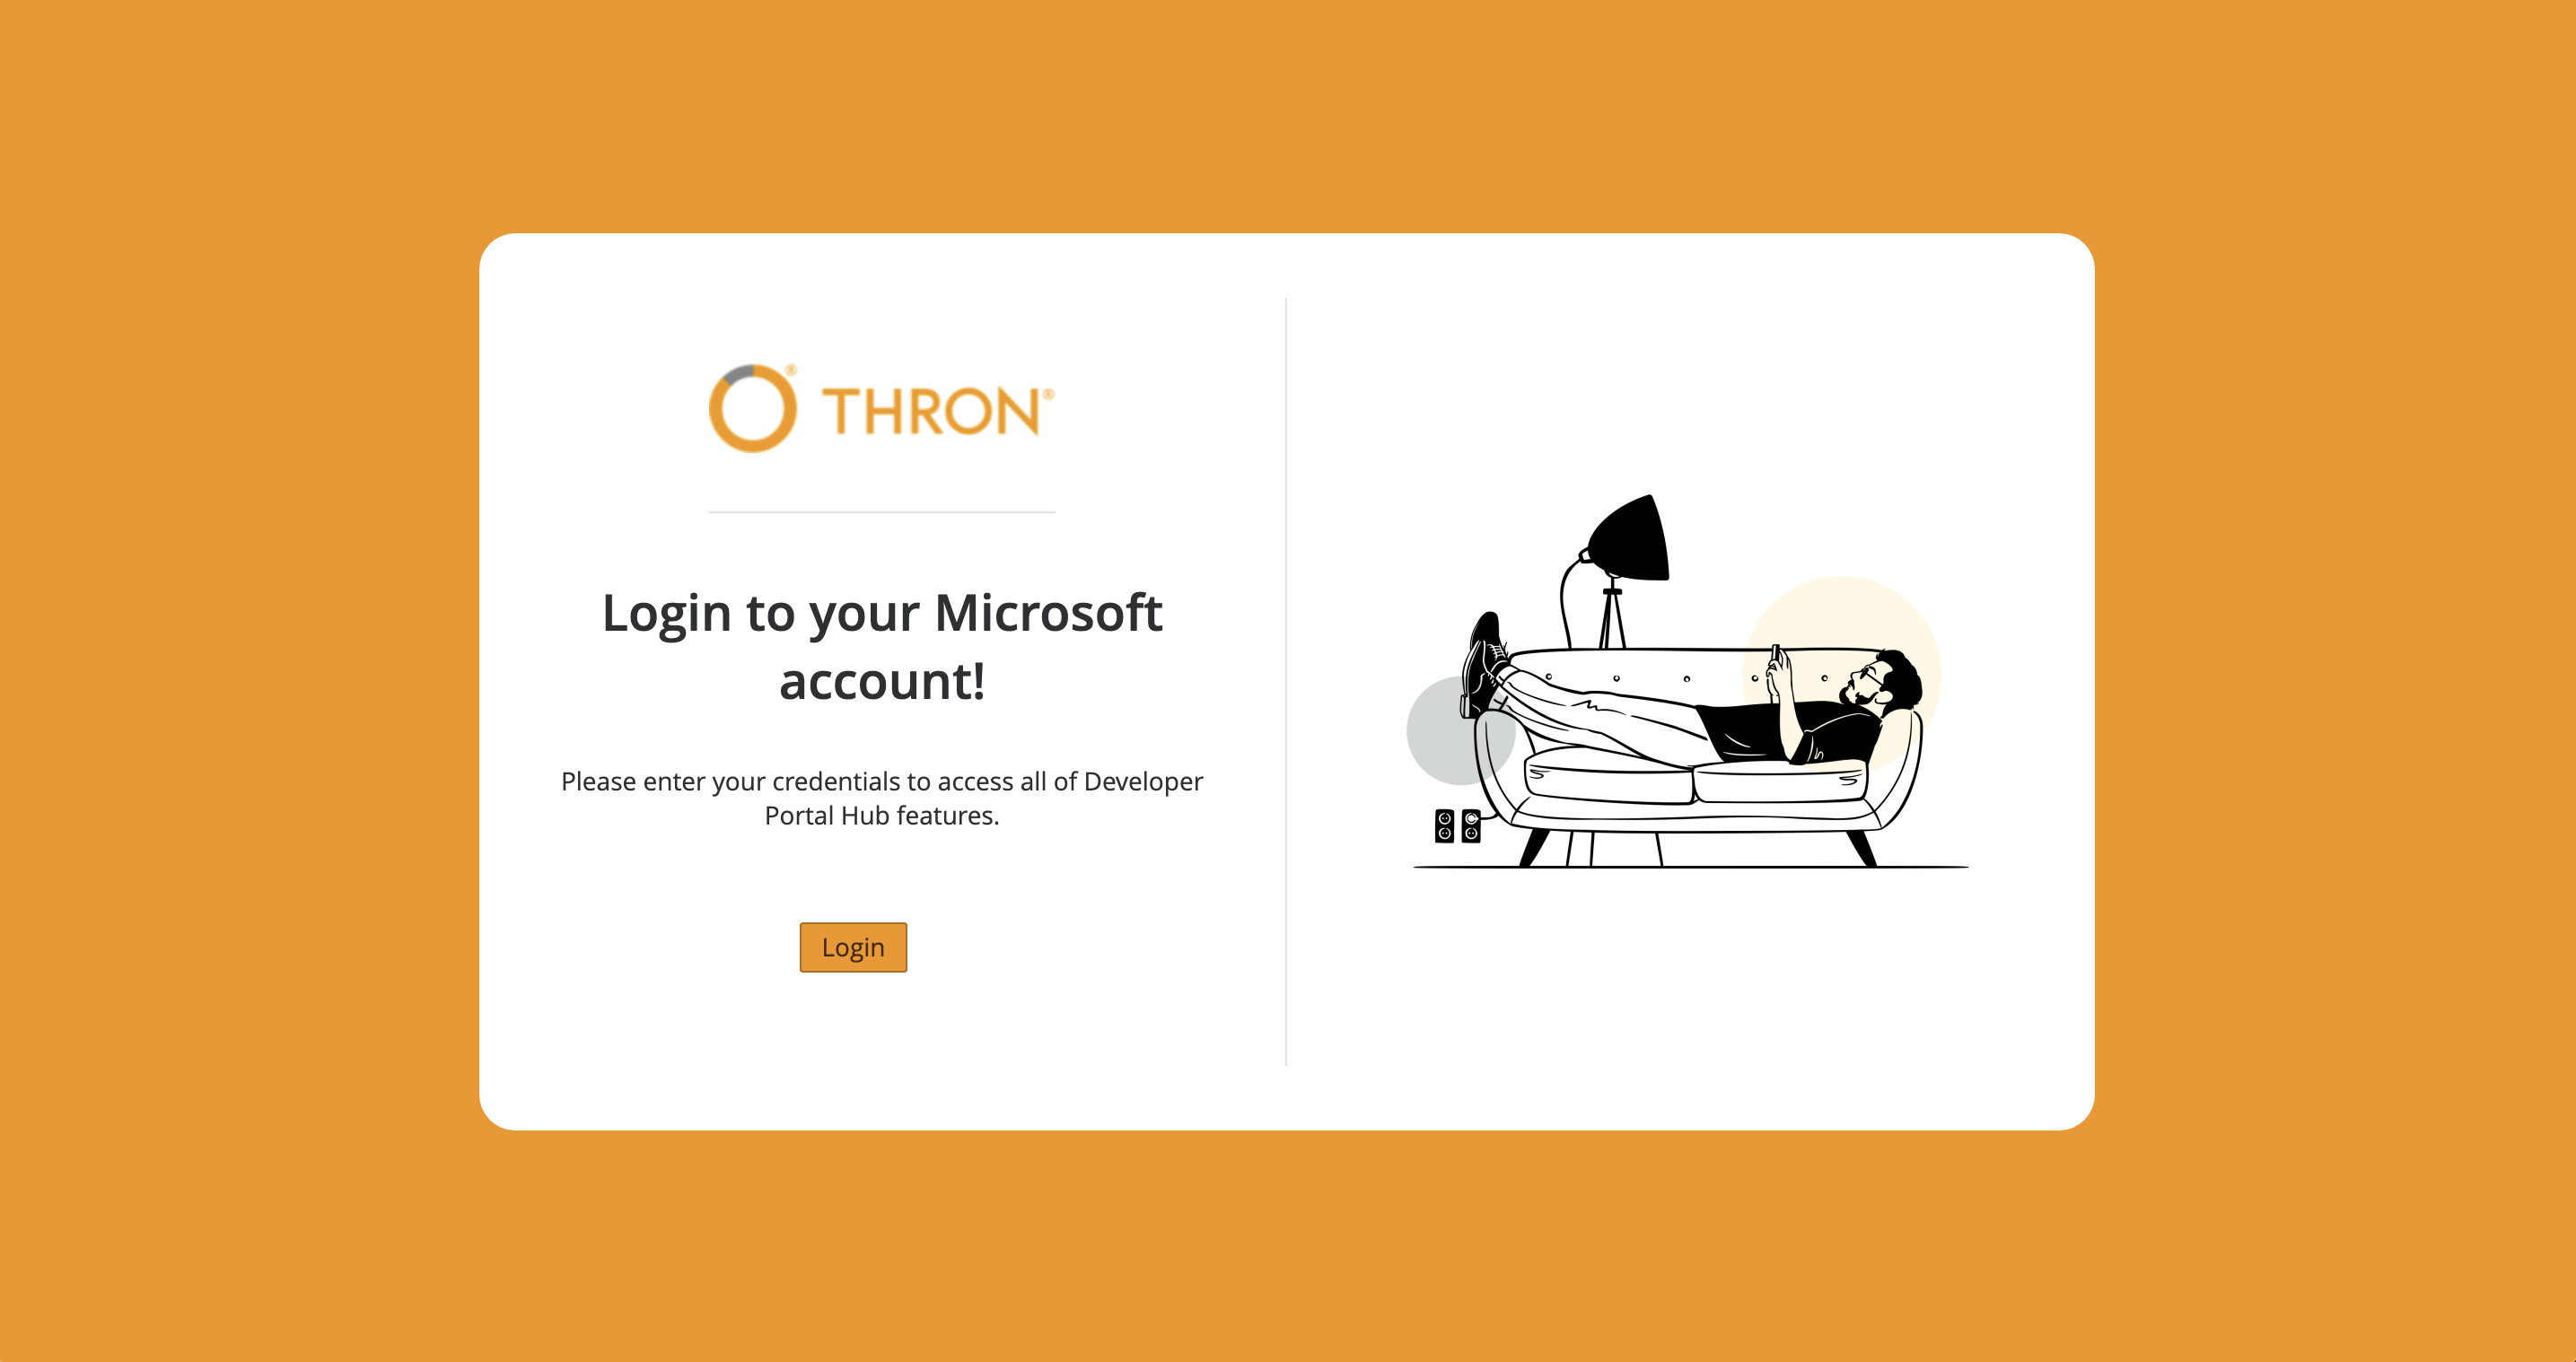 THRON®
Login to your Microsoft
account!
Please enter your credentials to access all of Developer
Portal Hub features.
Login